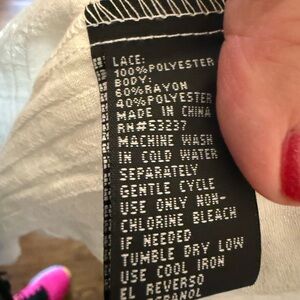 LACE:
100%POLYESTER
BODY:
60%RAYON
40%POLYESTER
MADE IN CHINA
RN#53237
MACHINE WASH
IN COLD WATER
SEPARATELY
GENTLE CYCLE
USE ONLY NON-
CHLORINE BLEACH
IF NEEDED
TUMBLE DRY LOW
USE COOL IRON
EL REVERSO